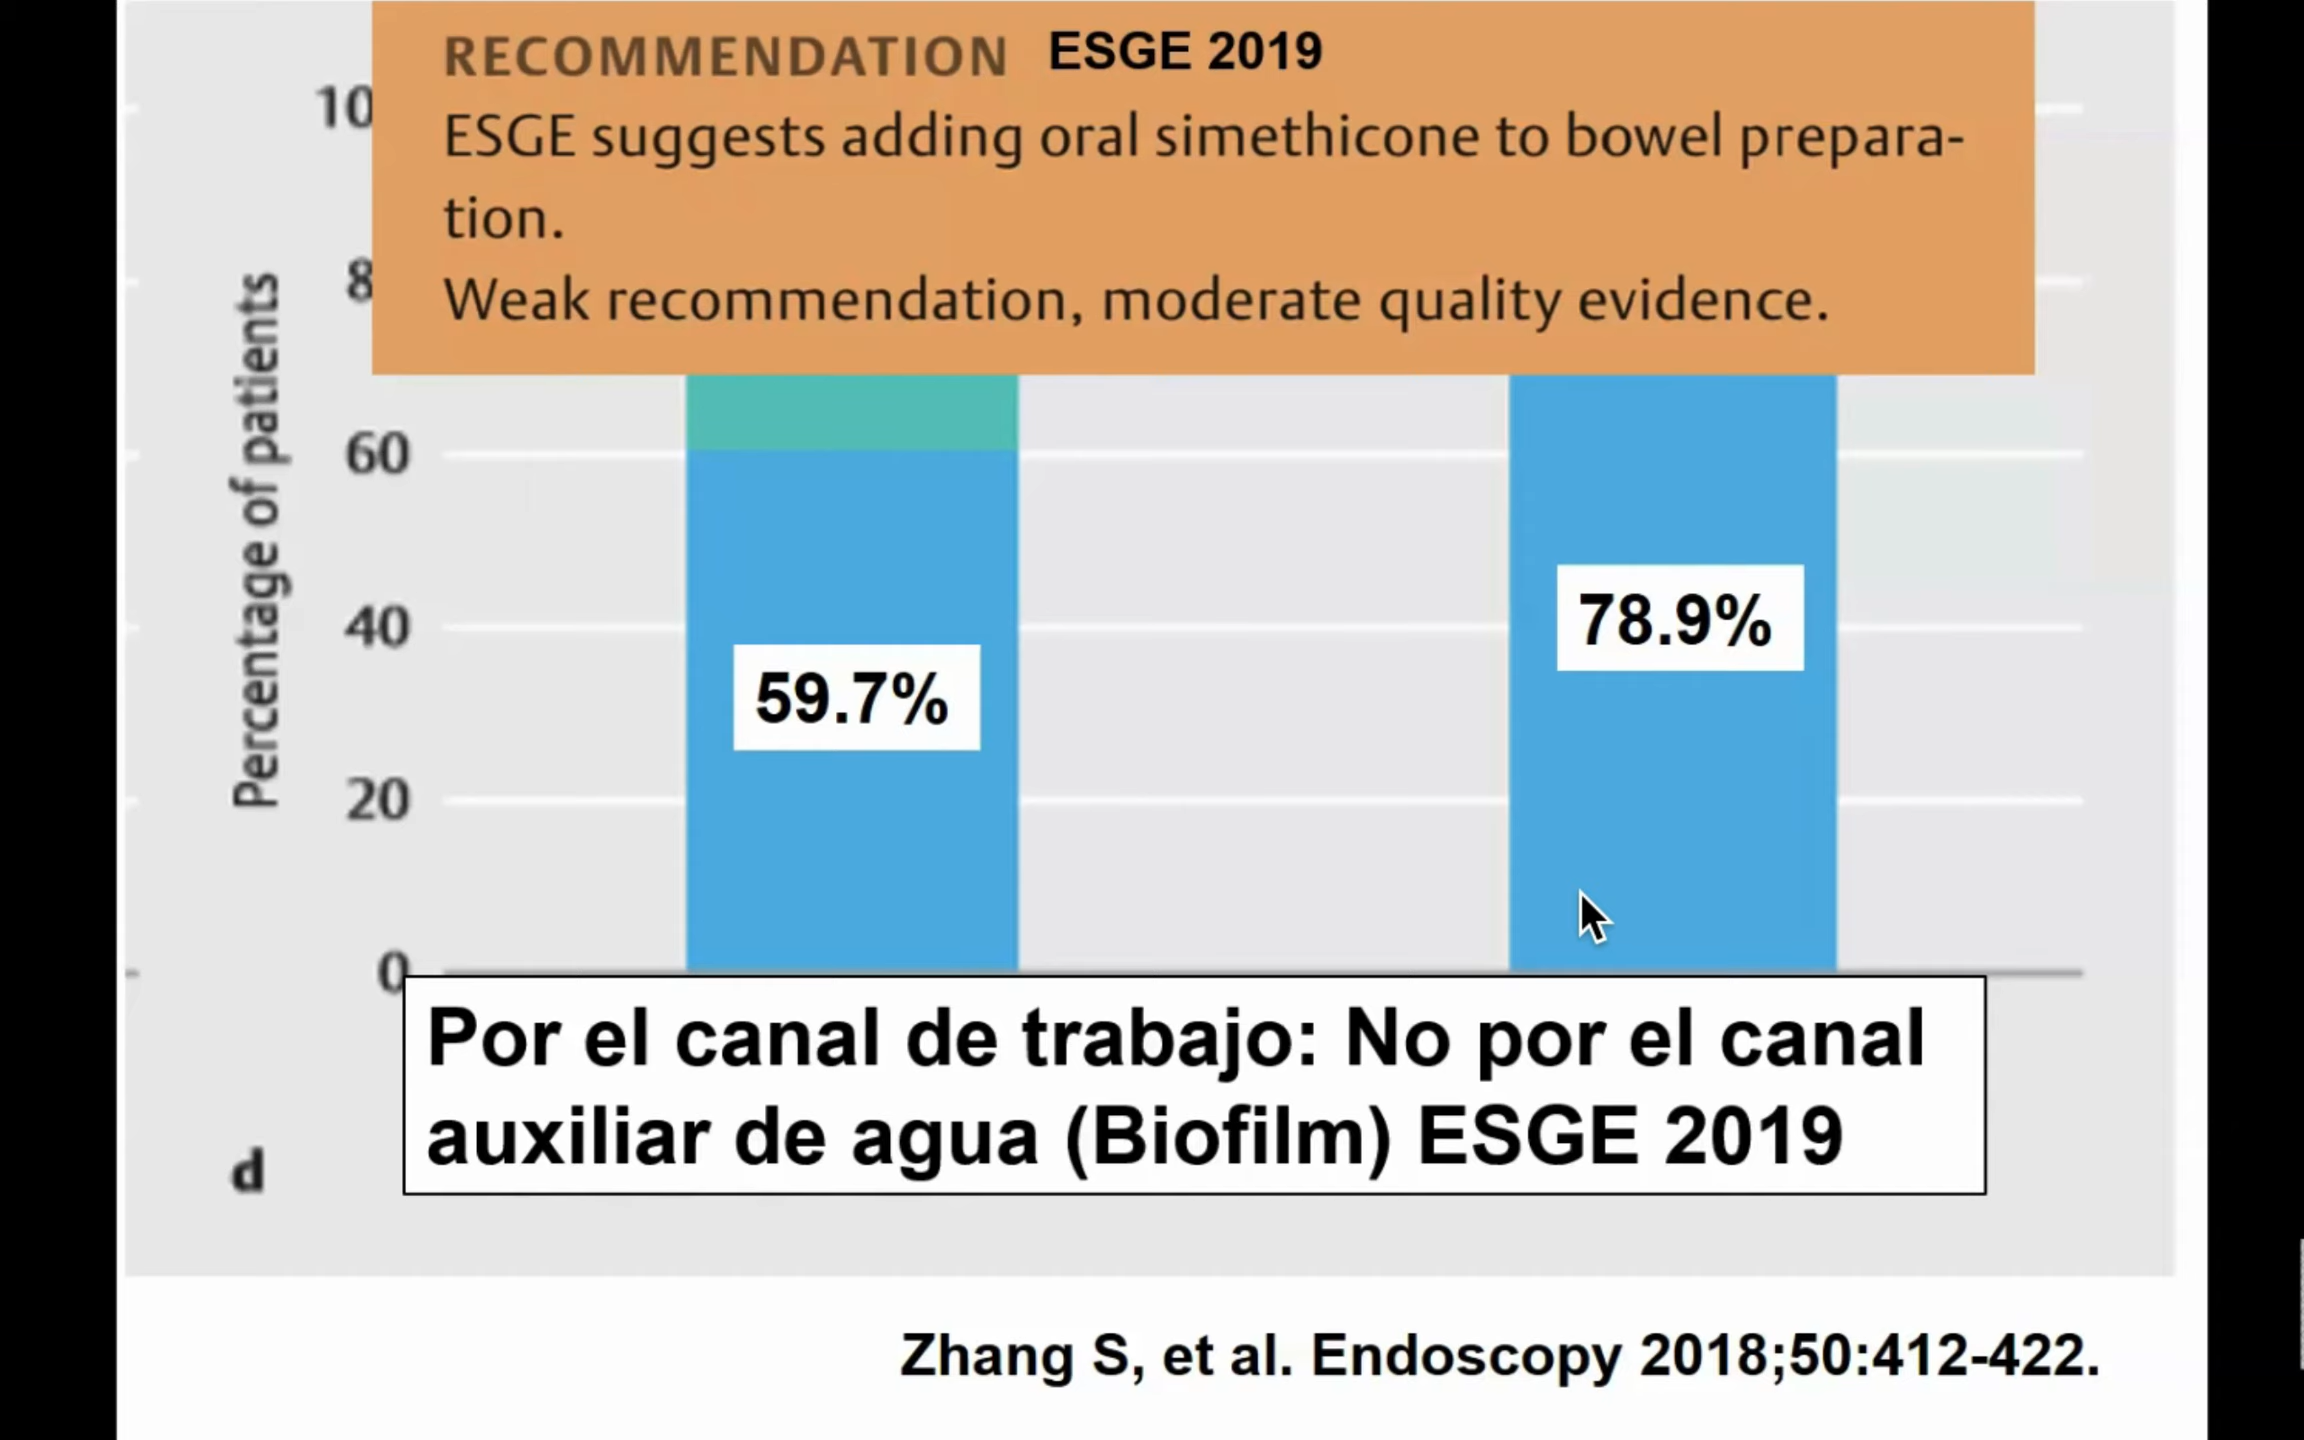 RECOMMENDATION ESGE 2019
ESGE suggests adding oral simethicone to bowel prepara-
tion.
Weak recommendation, moderate quality evidence.
Percentage of patients
10
8
60
40
20
0
59.7%
78.9%
Por el canal de trabajo: No por el canal
auxiliar de agua (Biofilm) ESGE 2019
d
Zhang S, et al. Endoscopy 2018;50:412-422.